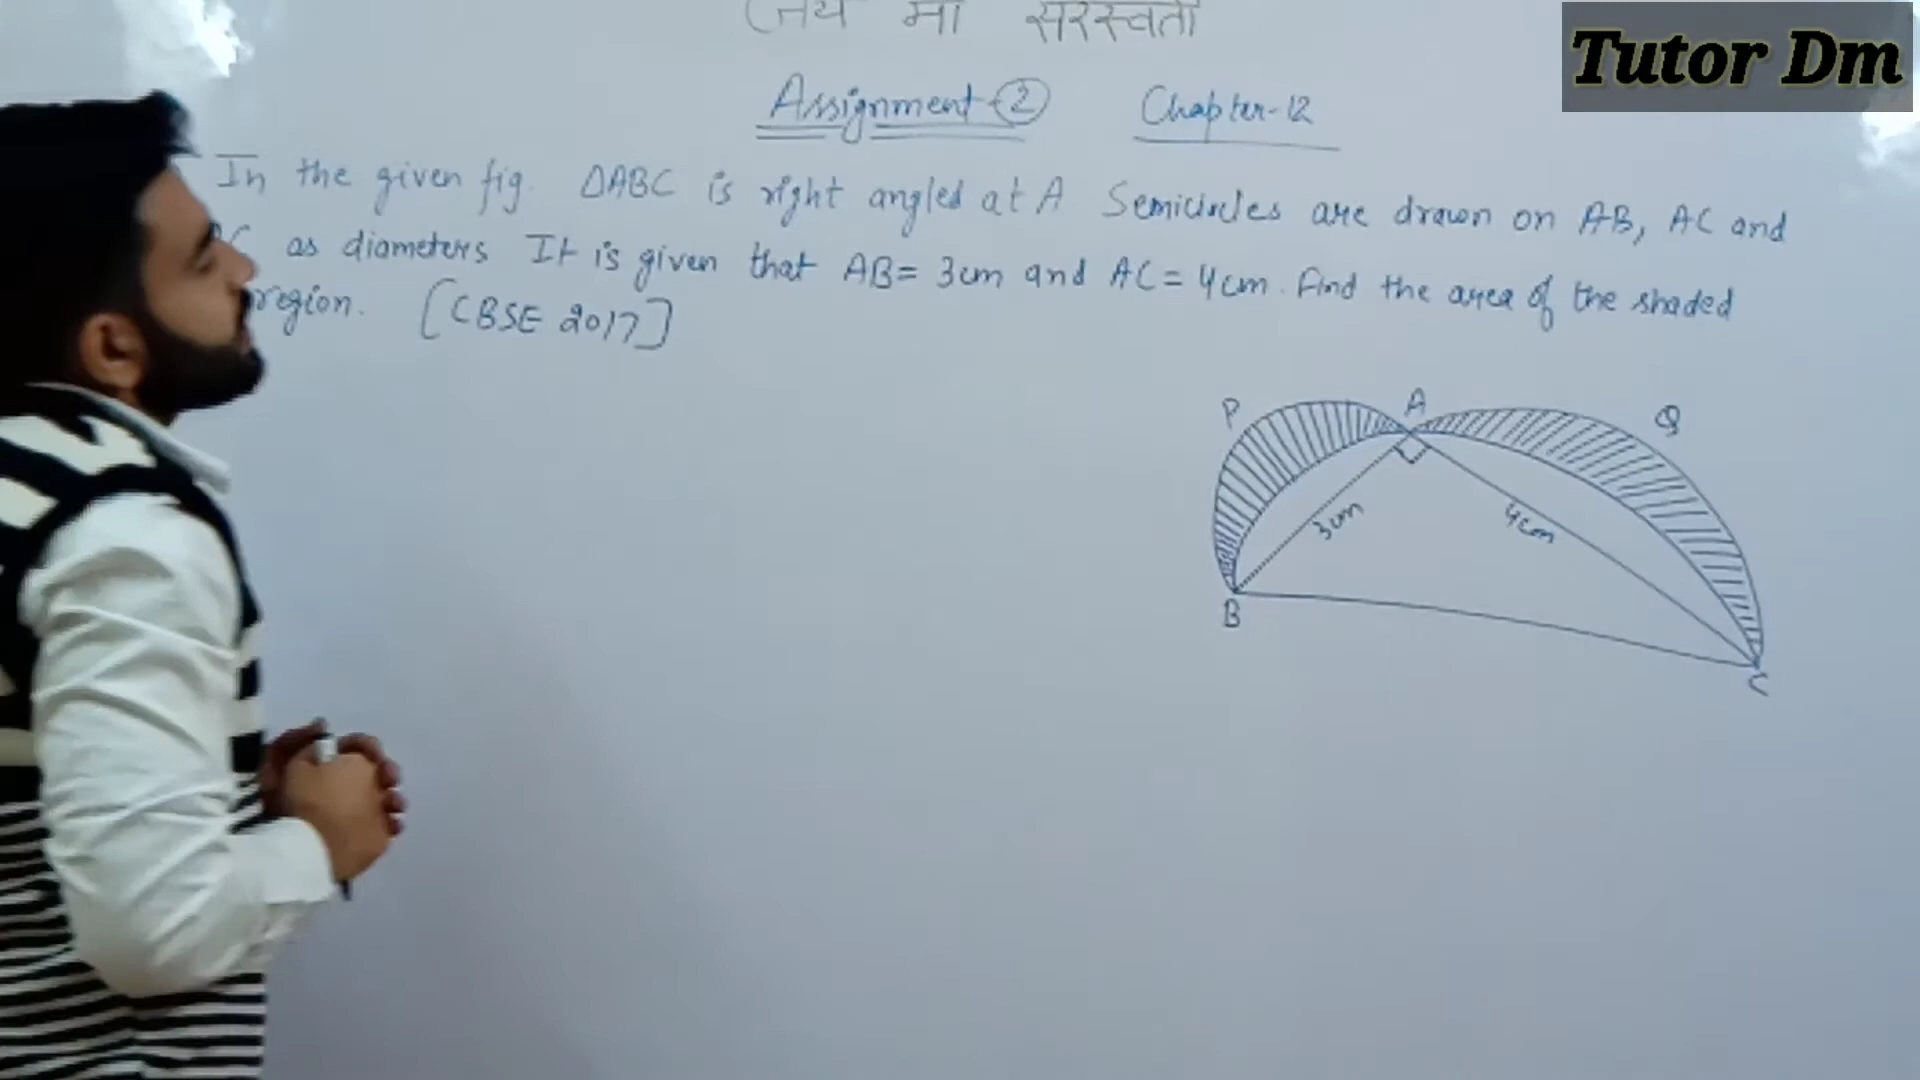 जय माँ सरस्वती
Tutor Dm
Assignment-② Chapter-12
In the given fig. ΔABC is right angled at A Semicircles are drawn on AB, AC and
as diameters It is given that AB = 3cm and AC = 4cm. Find the area of the shaded
region. [CBSE 2017]
P
A
Q
3cm
4cm
B
C